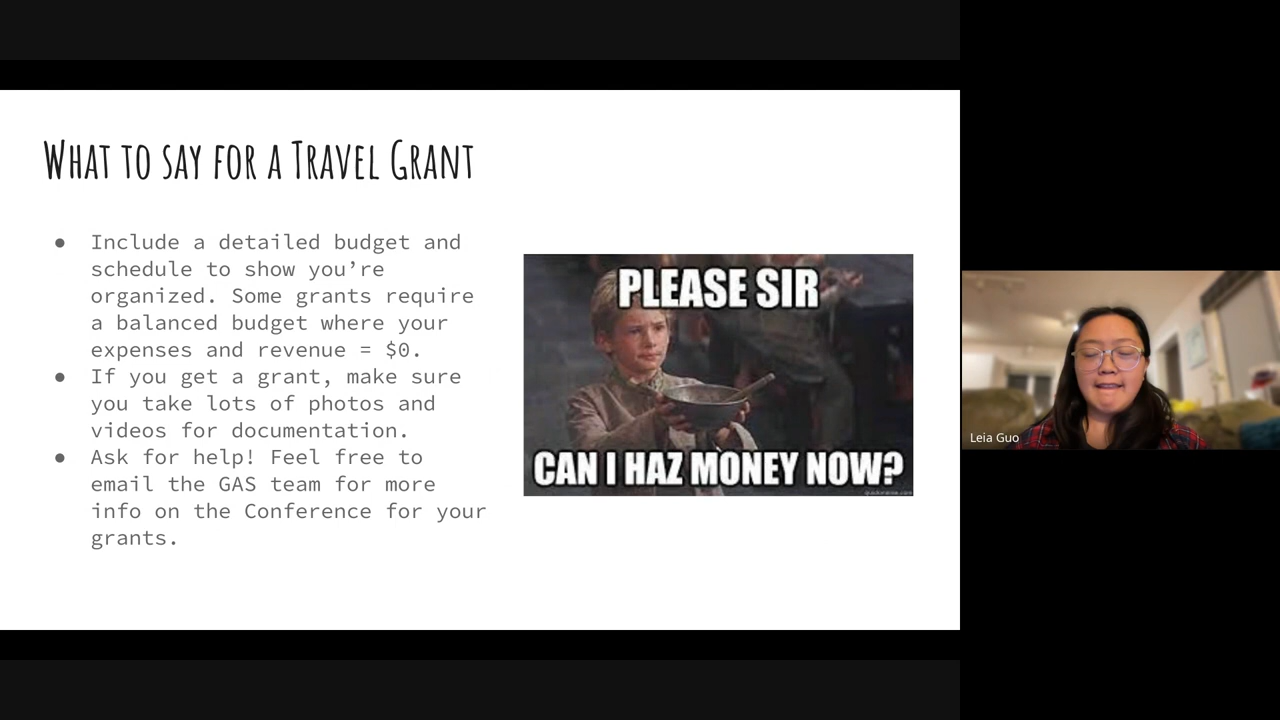 What to say for a Travel Grant
● Include a detailed budget and
schedule to show you’re
organized. Some grants require
a balanced budget where your
expenses and revenue = $0.
● If you get a grant, make sure
you take lots of photos and
videos for documentation.
● Ask for help! Feel free to
email the GAS team for more
info on the Conference for your
grants.
PLEASE SIR
CAN I HAZ MONEY NOW?
Leia Guo